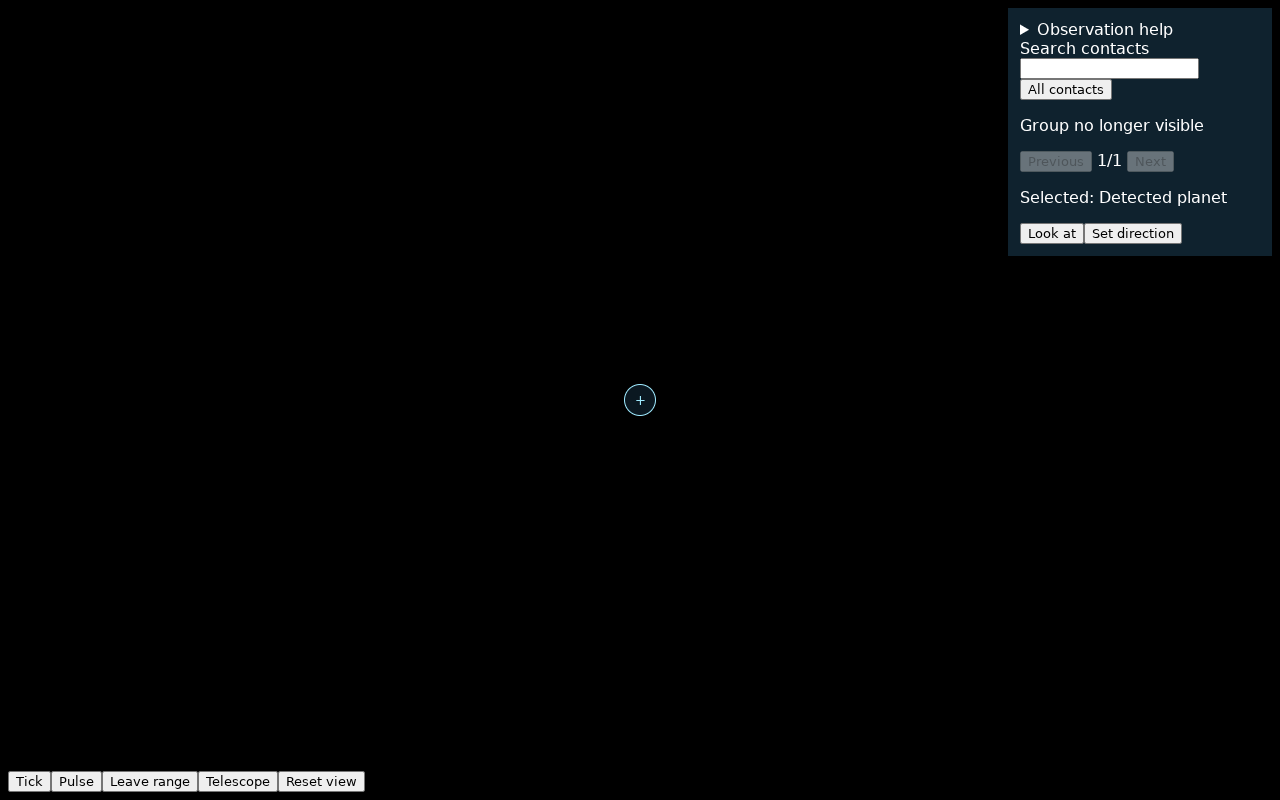 Observation help
Search contacts
All contacts
Group no longer visible
Previous 1/1 Next
Selected: Detected planet
Look at Set direction
+
Tick Pulse Leave range Telescope Reset view